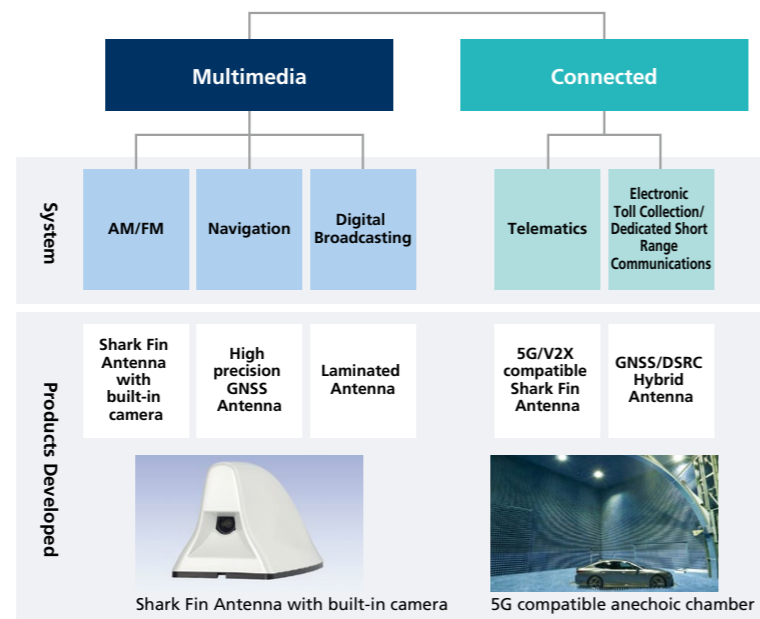 Multimedia
Connected
System
AM/FM
Navigation
Digital
Broadcasting
Telematics
Electronic
Toll Collection/
Dedicated Short
Range
Communications
Products Developed
Shark Fin
Antenna
with
built-in
camera
High
precision
GNSS
Antenna
Laminated
Antenna
5G/V2X
compatible
Shark Fin
Antenna
GNSS/DSRC
Hybrid
Antenna
Shark Fin Antenna with built-in camera
5G compatible anechoic chamber